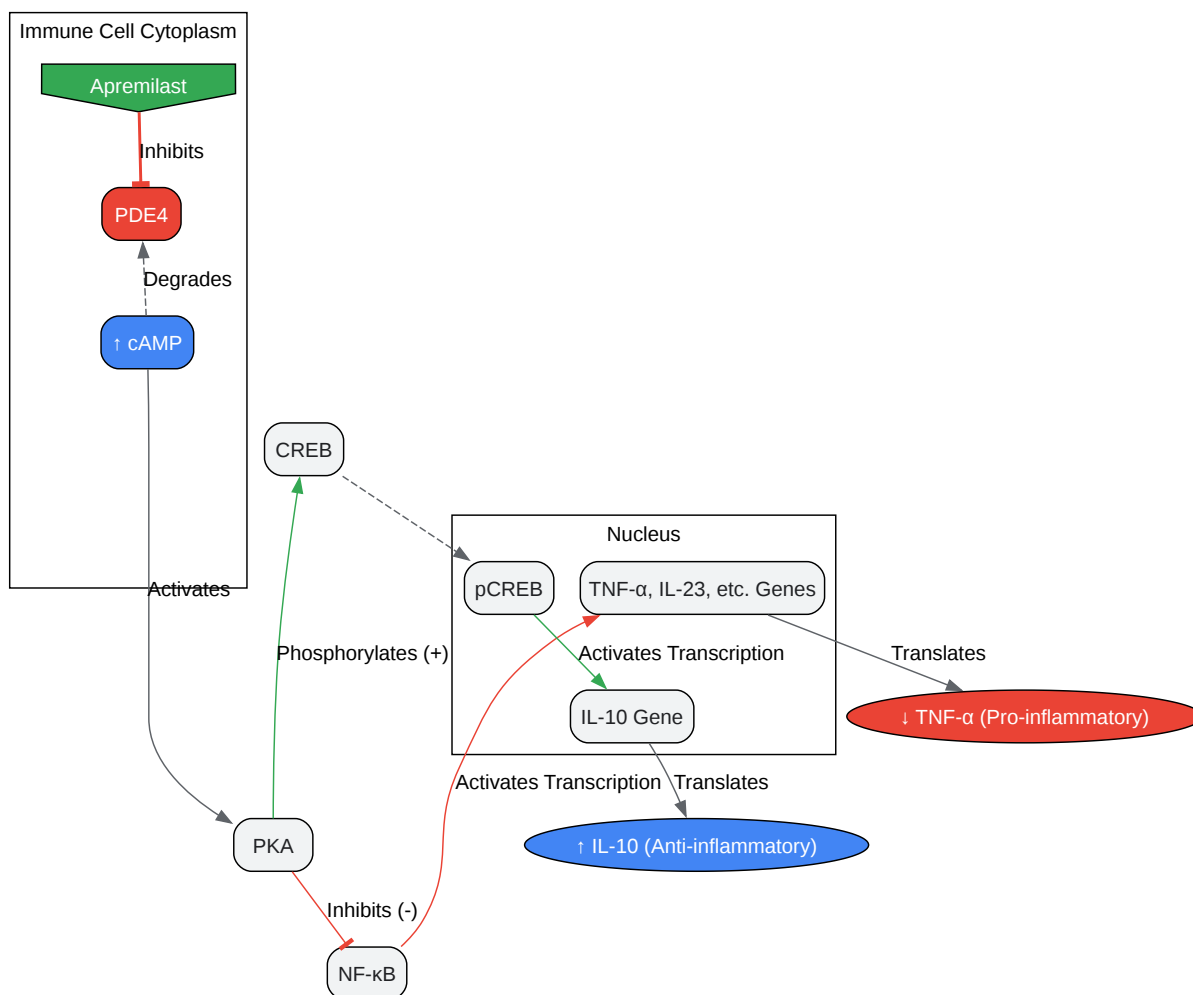 Immune Cell Cytoplasm
Apremilast
Inhibits
PDE4
Degrades
↑ cAMP
CREB
Nucleus
pCREB
TNF-α, IL-23, etc. Genes
Activates
Phosphorylates (+)
Activates Transcription
Translates
IL-10 Gene
↓ TNF-α (Pro-inflammatory)
Activates Transcription
Translates
PKA
↑ IL-10 (Anti-inflammatory)
Inhibits (-)
NF-κB